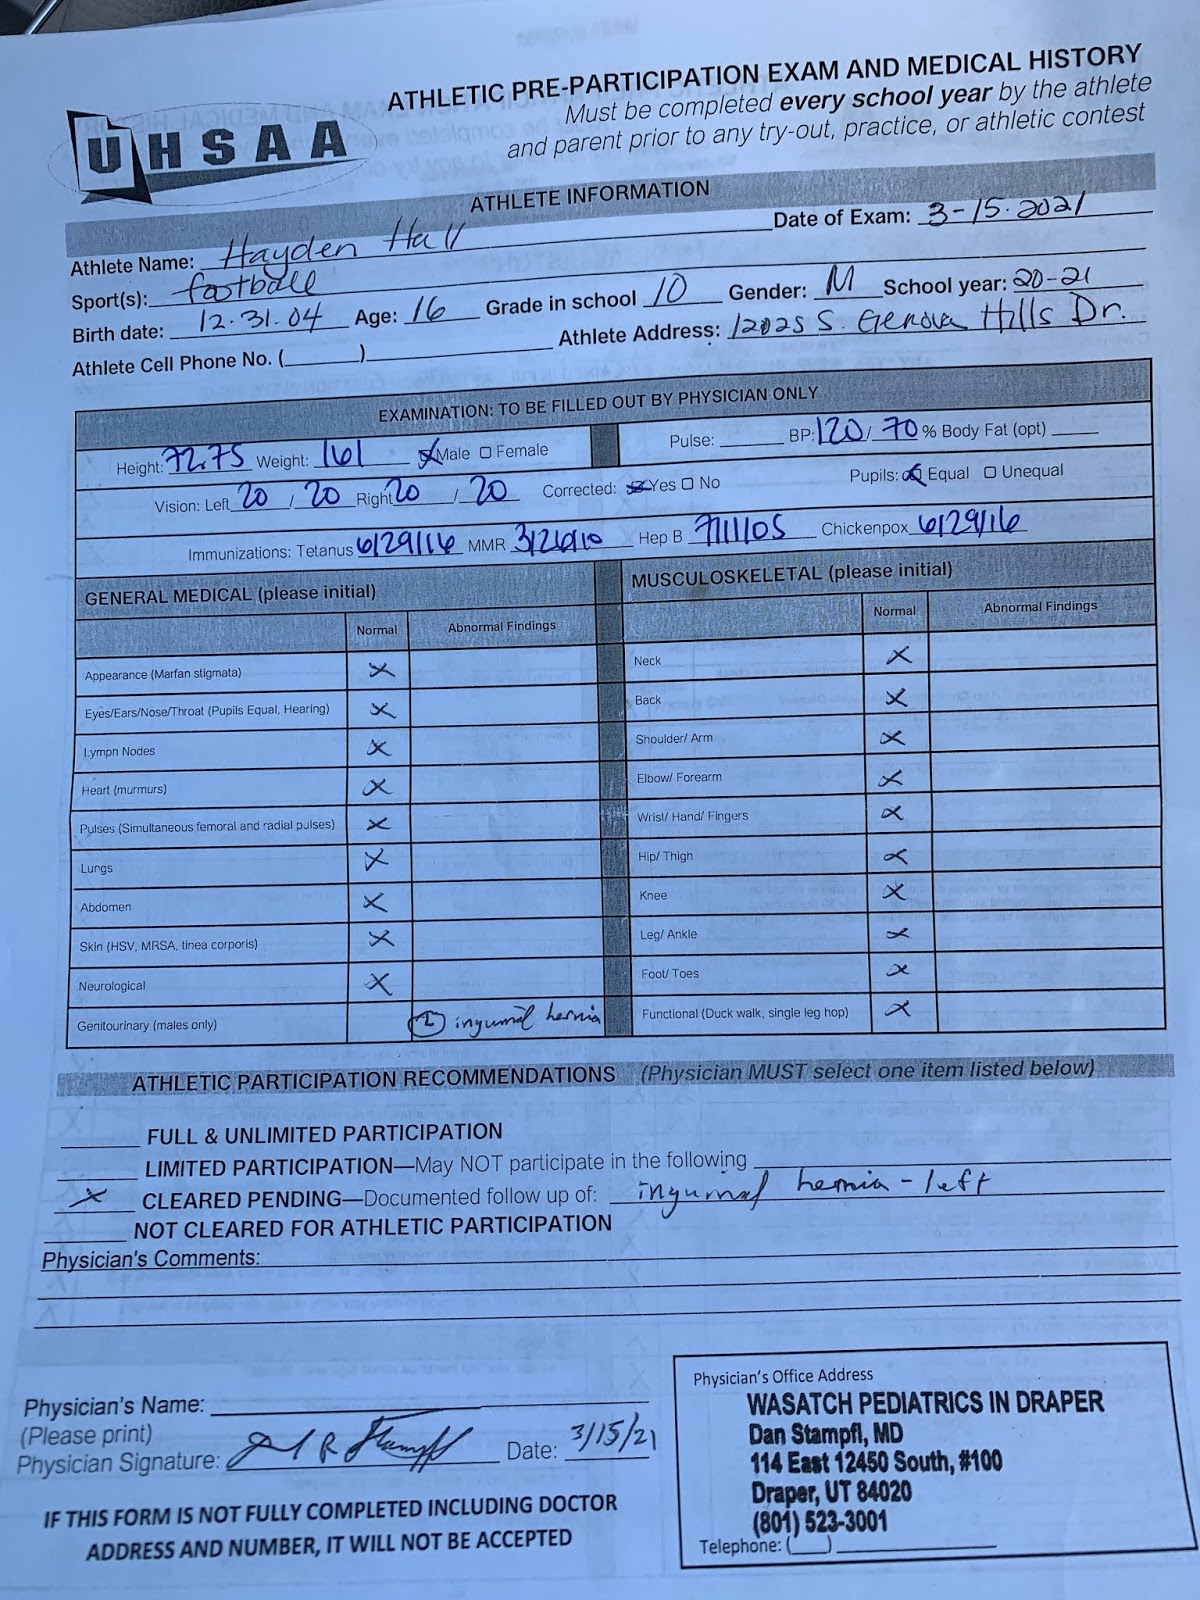 ATHLETIC PRE-PARTICIPATION EXAM AND MEDICAL HISTORY
Must be completed every school year by the athlete
and parent prior to any try-out, practice, or athletic contest
UHSAA
ATHLETE INFORMATION
Athlete Name: Hayden Hall Date of Exam: 3-15-2021
Sport(s): football
Birth date: 12.31.04 Age: 16 Grade in school 10 Gender: M School year: 20-21
Athlete Cell Phone No. ( ) Athlete Address: 12025 S. Genova Hills Dr.
EXAMINATION: TO BE FILLED OUT BY PHYSICIAN ONLY
Height: 72.75 Weight: 161 Male Female Pulse: BP: 120/70 % Body Fat (opt)
Vision: Left 20 / 20 Right 20 / 20 Corrected: Yes No Pupils: Equal Unequal
Immunizations: Tetanus 6/29/16 MMR 3/26/10 Hep B 7/11/05 Chickenpox 6/29/16
GENERAL MEDICAL (please initial) MUSCULOSKELETAL (please initial)
Normal Abnormal Findings Normal Abnormal Findings
Appearance (Marfan stigmata) X Neck X
Eyes/Ears/Nose/Throat (Pupils Equal, Hearing) X Back X
Lymph Nodes X Shoulder/ Arm X
Heart (murmurs) X Elbow/ Forearm X
Pulses (Simultaneous femoral and radial pulses) X Wrist/ Hand/ Fingers X
Lungs X Hip/ Thigh X
Abdomen X Knee X
Skin (HSV, MRSA, tinea corporis) X Leg/ Ankle X
Neurological X Foot/ Toes X
Genitourinary (males only) L inguinal hernia Functional (Duck walk, single leg hop) X
ATHLETIC PARTICIPATION RECOMMENDATIONS (Physician MUST select one item listed below)
FULL & UNLIMITED PARTICIPATION
LIMITED PARTICIPATION—May NOT participate in the following
X CLEARED PENDING—Documented follow up of: inguinal hernia - left
NOT CLEARED FOR ATHLETIC PARTICIPATION
Physician's Comments:
Physician's Name:
(Please print)
Physician Signature: Date: 3/15/21
IF THIS FORM IS NOT FULLY COMPLETED INCLUDING DOCTOR
ADDRESS AND NUMBER, IT WILL NOT BE ACCEPTED
Physician's Office Address
WASATCH PEDIATRICS IN DRAPER
Dan Stampfl, MD
114 East 12450 South, #100
Draper, UT 84020
(801) 523-3001
Telephone: ( )